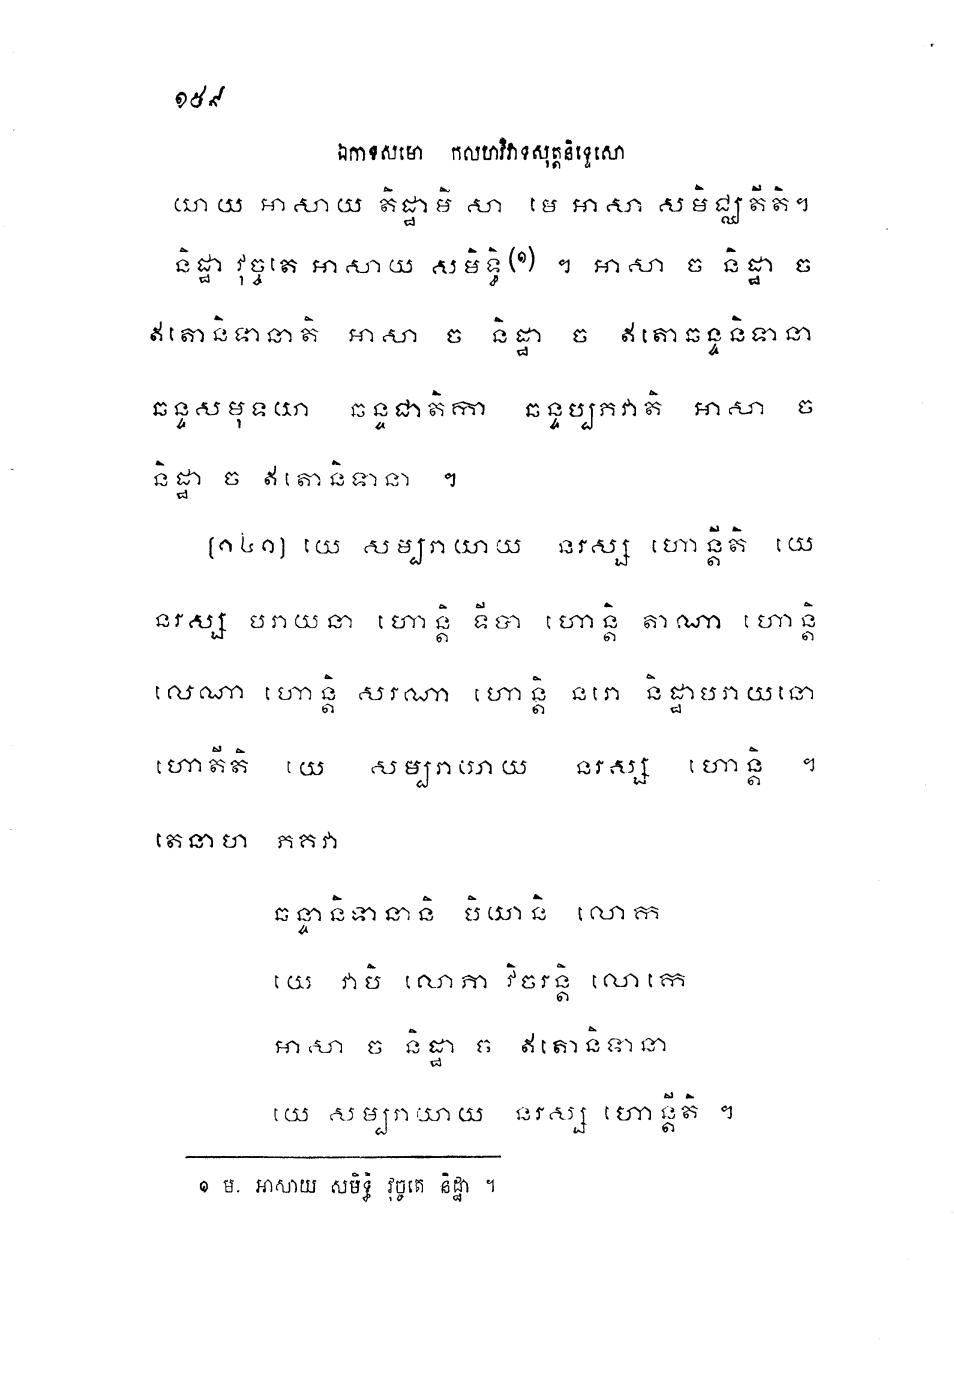 ១៥៩
ឯកាទសមោ កលហវិវាទសុត្តនិទ្ទេសោ
យាយ អាសាយ តិដ្ឋាមិ សា មេ អាសា សមិជ្ឈតីតិ។
និដ្ឋា វុច្ចតេ អាសាយ សមិទ្ធិ(១) ។ អាសា ច និដ្ឋា ច
ឥតោនិទានាតិ អាសា ច និដ្ឋា ច ឥតោឆន្ទនិទានា
ឆន្ទសមុទយា ឆន្ទជាតិកា ឆន្ទប្បភវាតិ អាសា ច
និដ្ឋា ច ឥតោនិទានា ។
[១៤០] យេ សម្បរាយាយ នរស្ស ហោន្តីតិ យេ
នរស្ស បរាយនា ហោន្តិ ទីបា ហោន្តិ តាណា ហោន្តិ
លេណា ហោន្តិ សរណា ហោន្តិ នរោ និដ្ឋាបរាយនោ
ហោតីតិ យេ សម្បរាយាយ នរស្ស ហោន្តិ ។
តេនាហ ភគវា
ឆន្ទានិទានានិ បិយានិ លោកេ
យេ វាបិ លោភា វិចរន្តិ លោកេ
អាសា ច និដ្ឋា ច ឥតោនិទានា
យេ សម្បរាយាយ នរស្ស ហោន្តីតិ ។
១ ម. អាសាយ សមិទ្ធិ វុច្ចតេ និដ្ឋា ។